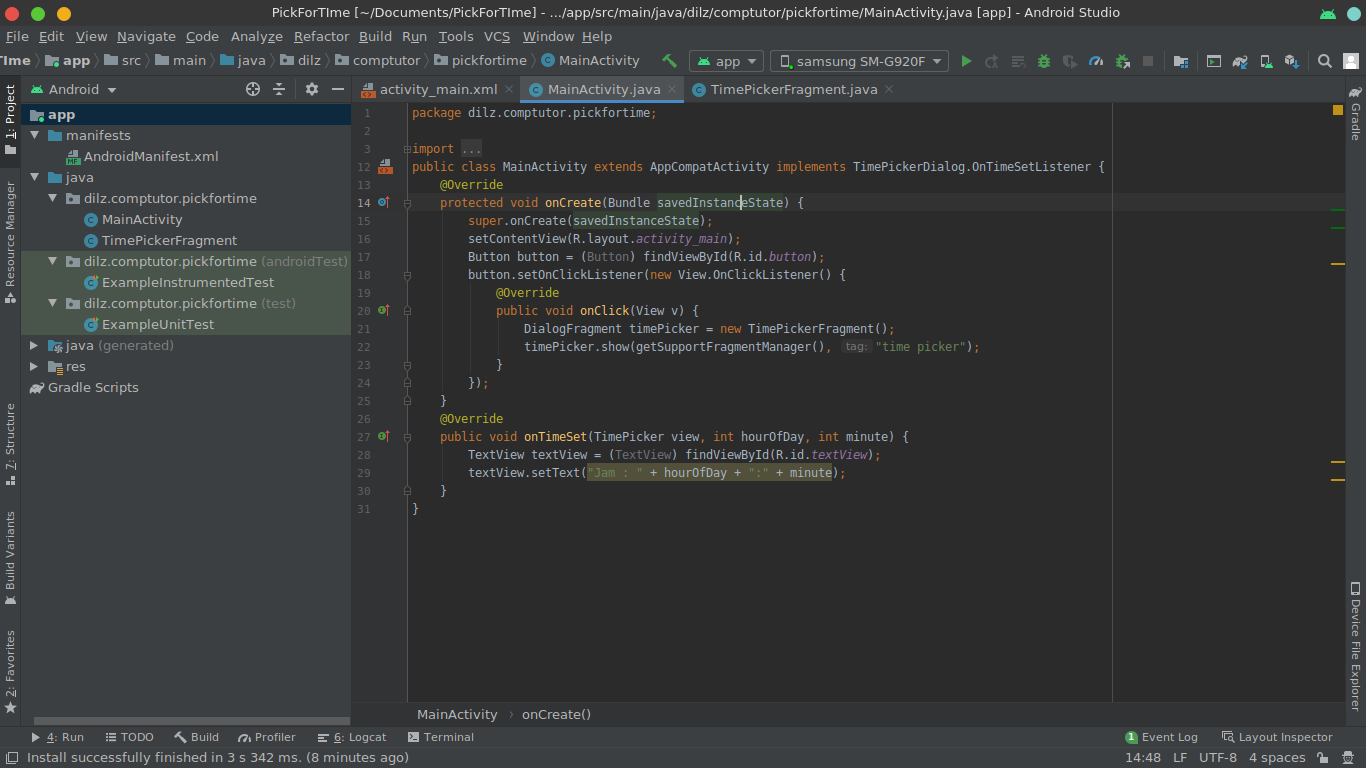 PickForTIme [~/Documents/PickForTIme] - .../app/src/main/java/dilz/comptutor/pickfortime/MainActivity.java [app] - Android Studio
File Edit View Navigate Code Analyze Refactor Build Run Tools VCS Window Help
TIme app src main java dilz comptutor pickfortime MainActivity app samsung SM-G920F
Android
activity_main.xml MainActivity.java TimePickerFragment.java
1: Project
Resource Manager
7: Structure
Build Variants
2: Favorites
app
manifests
AndroidManifest.xml
java
dilz.comptutor.pickfortime
MainActivity
TimePickerFragment
dilz.comptutor.pickfortime (androidTest)
ExampleInstrumentedTest
dilz.comptutor.pickfortime (test)
ExampleUnitTest
java (generated)
res
Gradle Scripts
1 package dilz.comptutor.pickfortime;
2
3 import ...
12 public class MainActivity extends AppCompatActivity implements TimePickerDialog.OnTimeSetListener {
13 @Override
14 protected void onCreate(Bundle savedInstanceState) {
15 super.onCreate(savedInstanceState);
16 setContentView(R.layout.activity_main);
17 Button button = (Button) findViewById(R.id.button);
18 button.setOnClickListener(new View.OnClickListener() {
19 @Override
20 public void onClick(View v) {
21 DialogFragment timePicker = new TimePickerFragment();
22 timePicker.show(getSupportFragmentManager(), tag: "time picker");
23 }
24 });
25 }
26 @Override
27 public void onTimeSet(TimePicker view, int hourOfDay, int minute) {
28 TextView textView = (TextView) findViewById(R.id.textView);
29 textView.setText("Jam : " + hourOfDay + ":" + minute);
30 }
31 }
Gradle
Device File Explorer
MainActivity onCreate()
4: Run TODO Build Profiler 6: Logcat Terminal 1 Event Log Layout Inspector
Install successfully finished in 3 s 342 ms. (8 minutes ago) 14:48 LF UTF-8 4 spaces